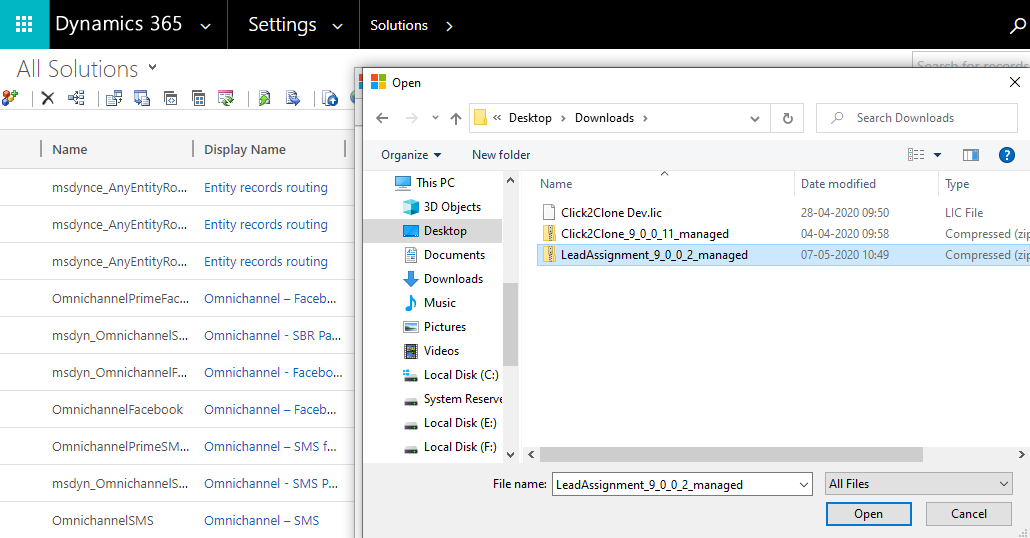 Dynamics 365
Settings
Solutions
All Solutions
Search for records
Name
Display Name
msdynce_AnyEntityRo...
Entity records routing
msdynce_AnyEntityRo...
Entity records routing
msdynce_AnyEntityRo...
Entity records routing
OmnichannelPrimeFac...
Omnichannel – Faceb...
msdyn_OmnichannelS...
Omnichannel - SBR Pa...
msdyn_OmnichannelF...
Omnichannel - Facebo...
OmnichannelFacebook
Omnichannel – Faceb...
OmnichannelPrimeSM...
Omnichannel – SMS f...
msdyn_OmnichannelS...
Omnichannel - SMS P...
OmnichannelSMS
Omnichannel – SMS
Open
« Desktop > Downloads >
Search Downloads
Organize
New folder
This PC
3D Objects
Desktop
Documents
Downloads
Music
Pictures
Videos
Local Disk (C:)
System Reserve
Local Disk (E:)
Local Disk (F:)
Name
Date modified
Type
Click2Clone Dev.lic
28-04-2020 09:50
LIC File
Click2Clone_9_0_0_11_managed
04-04-2020 09:58
Compressed (zip
LeadAssignment_9_0_0_2_managed
07-05-2020 10:49
Compressed (zip
File name:
LeadAssignment_9_0_0_2_managed
All Files
Open
Cancel